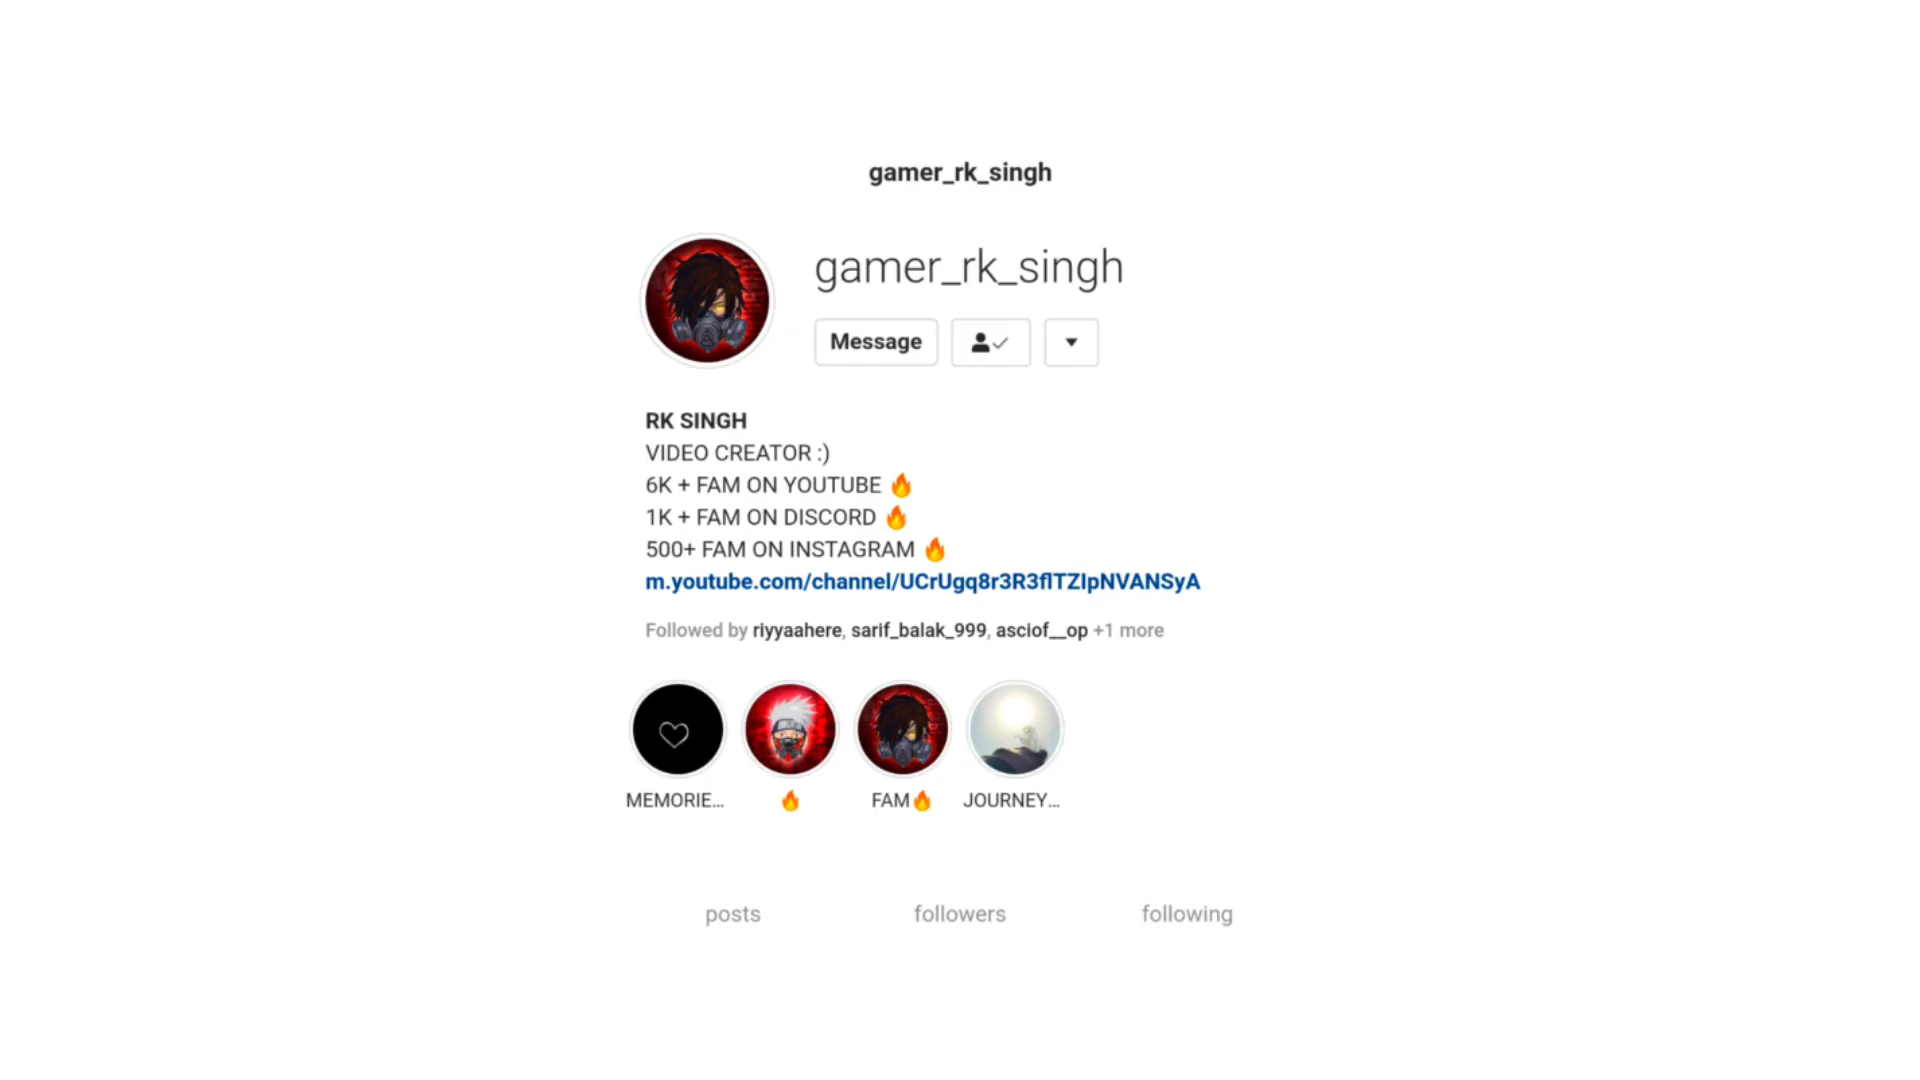 gamer_rk_singh
gamer_rk_singh
Message
RK SINGH
VIDEO CREATOR :)
6K + FAM ON YOUTUBE 🔥
1K + FAM ON DISCORD 🔥
500+ FAM ON INSTAGRAM 🔥
m.youtube.com/channel/UCrUgq8r3R3flTZIpNVANSyA
Followed by riyyaahere, sarif_balak_999, asciof__op +1 more
MEMORIE... 🔥 FAM🔥 JOURNEY...
posts followers following